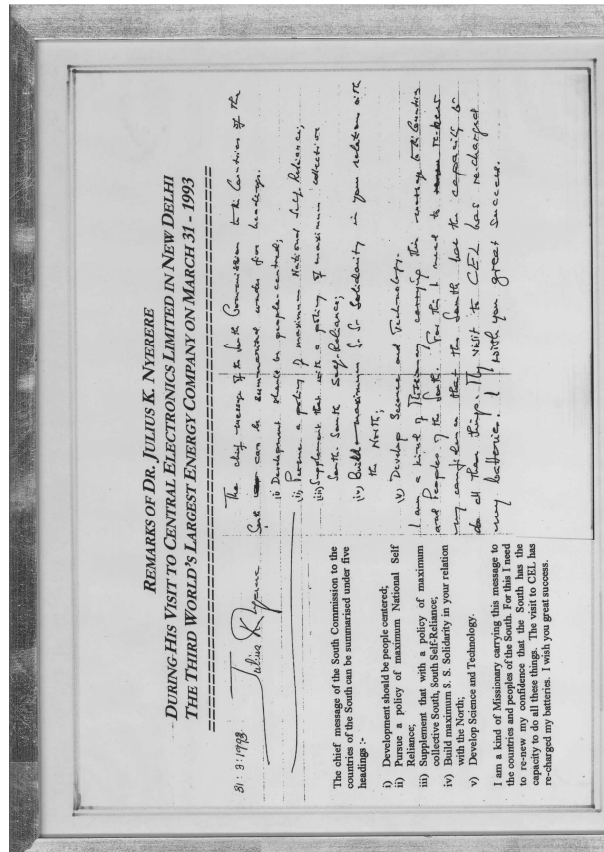 REMARKS OF DR. JULIUS K. NYERERE
DURING HIS VISIT TO CENTRAL ELECTRONICS LIMITED IN NEW DELHI
THE THIRD WORLD'S LARGEST ENERGY COMPANY ON MARCH 31 - 1993
31:3:1993 Julius K Nyerere
The chief message of the South Commission to the Countries of the
South can be summarised under five headings.
(i) Development should be people-centred;
(ii) Pursue a policy of maximum National Self-Reliance;
(iii) Supplement that with a policy of maximum collective
South-South Self-Reliance;
(iv) Build maximum S.S. Solidarity in your relation with
the North;
(v) Develop Science and Technology.
I am a kind of Missionary carrying this message to the Countries
and Peoples of the South. For this I need to renew
my confidence that the South has the capacity to
do all these things. My visit to CEL has recharged
my batteries. I wish you great success.
The chief message of the South Commission to the
countries of the South can be summarised under five
headings :-
i) Development should be people centered;
ii) Pursue a policy of maximum National Self
Reliance;
iii) Supplement that with a policy of maximum
collective South, South Self-Reliance;
iv) Build maximum S. S. Solidarity in your relation
with the North;
v) Develop Science and Technology.
I am a kind of Missionary carrying this message to
the countries and peoples of the South. For this I need
to re-new my confidence that the South has the
capacity to do all these things. The visit to CEL has
re-charged my batteries. I wish you great success.